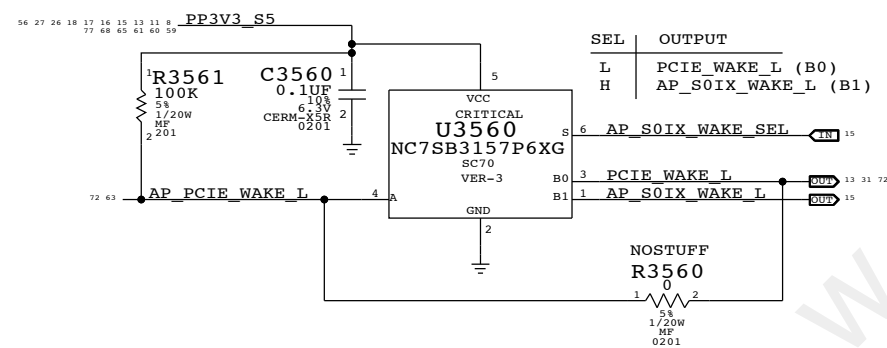 56 27 26 18 17 16 15 13 11 8
77 68 65 61 60 59
PP3V3_S5
SEL OUTPUT
L PCIE_WAKE_L (B0)
H AP_S0IX_WAKE_L (B1)
1
R3561
100K
5%
1/20W
MF
201
2
C3560
1
0.1UF
10%
6.3V
CERM-X5R
0201
2
5
VCC
CRITICAL
U3560
NC7SB3157P6XG
SC70
VER-3
S
6
AP_S0IX_WAKE_SEL
IN
15
B0
3
PCIE_WAKE_L
OUT
13 31 72
B1
1
AP_S0IX_WAKE_L
OUT
15
72 63
AP_PCIE_WAKE_L
4
A
GND
2
NOSTUFF
R3560
0
1
2
5%
1/20W
MF
0201
W